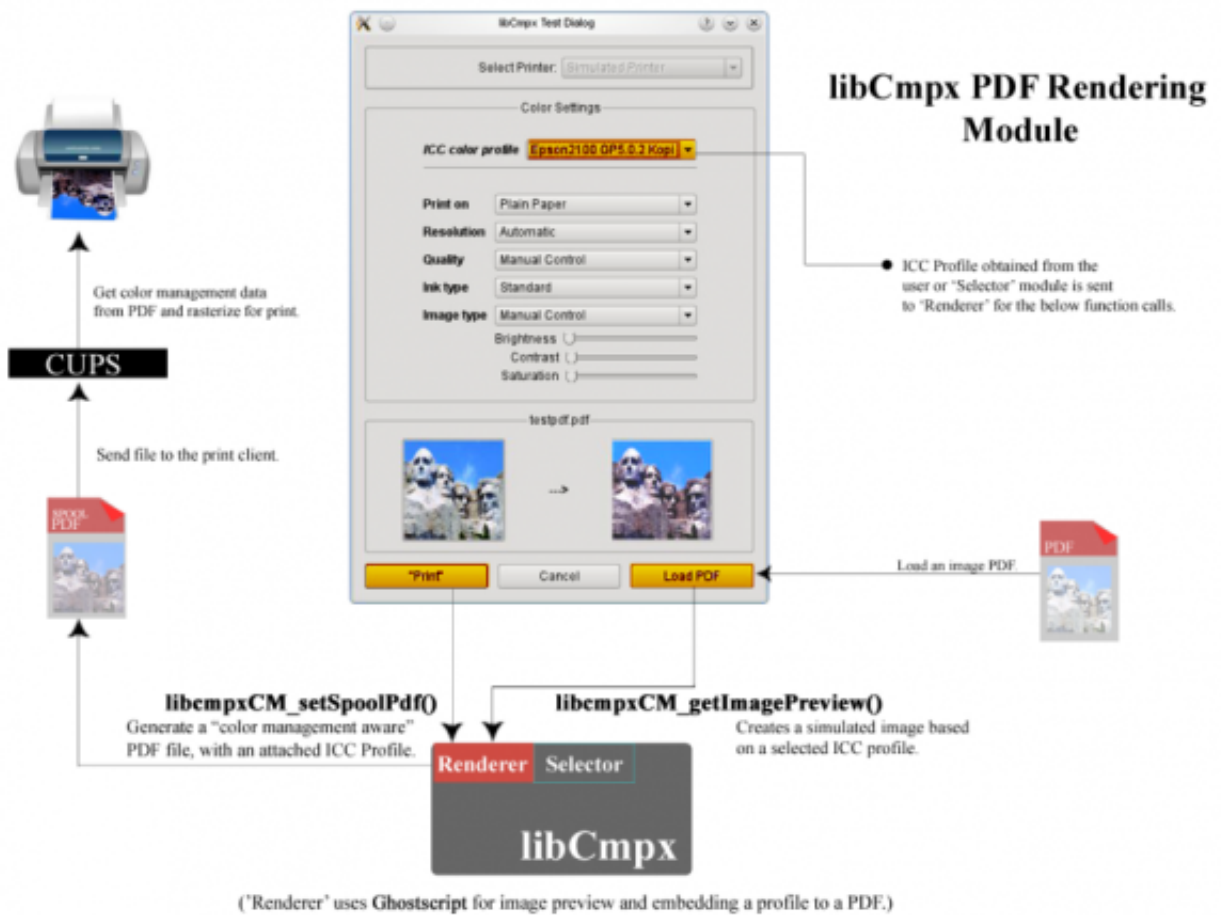 libCmpx Test Dialog
Select Printer: Simulated Printer
libCmpx PDF Rendering
Module
Color Settings
ICC color profile Epson2100 GP5.0.2 Kopi
Print on Plain Paper
Resolution Automatic
Quality Manual Control
Ink type Standard
Image type Manual Control
Brightness
Contrast
Saturation
ICC Profile obtained from the
user or 'Selector' module is sent
to 'Renderer' for the below function calls.
Get color management data
from PDF and rasterize for print.
CUPS
Send file to the print client.
SPOOL
PDF
testpdf.pdf
...>
"Print"
Cancel
Load PDF
Load an image PDF.
PDF
libcmpxCM_setSpoolPdf()
Generate a "color management aware"
PDF file, with an attached ICC Profile.
libcmpxCM_getImagePreview()
Creates a simulated image based
on a selected ICC profile.
Renderer
Selector
libCmpx
('Renderer' uses Ghostscript for image preview and embedding a profile to a PDF.)